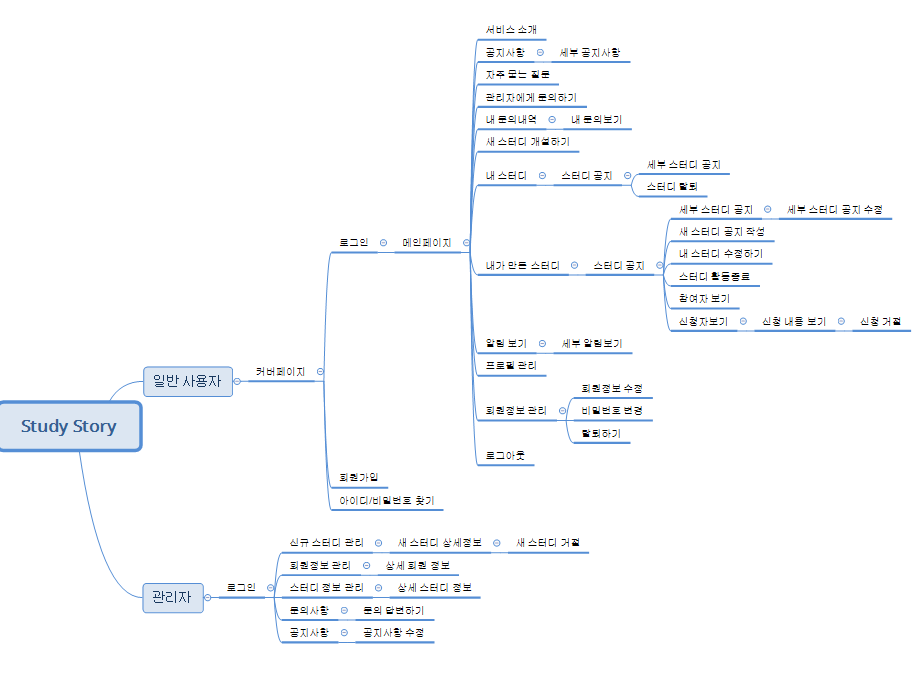 서비스 소개
공지사항 세부 공지사항
자주 묻는 질문
관리자에게 문의하기
내 문의내역 내 문의보기
새 스터디 개설하기
내 스터디 스터디 공지
세부 스터디 공지
스터디 탈퇴
세부 스터디 공지 세부 스터디 공지 수정
새 스터디 공지 작성
로그인 메인페이지
내 스터디 수정하기
내가 만든 스터디 스터디 공지
스터디 활동종료
참여자 보기
신청자보기 신청 내용 보기 신청 거절
알림 보기 세부 알림보기
프로필 관리
일반 사용자 커버페이지
회원정보 수정
회원정보 관리 비밀번호 변경
탈퇴하기
Study Story
로그아웃
회원가입
아이디/비밀번호 찾기
신규 스터디 관리 새 스터디 상세정보 새 스터디 거절
회원정보 관리 상세 회원 정보
관리자 로그인 스터디 정보 관리 상세 스터디 정보
문의사항 문의 답변하기
공지사항 공지사항 수정